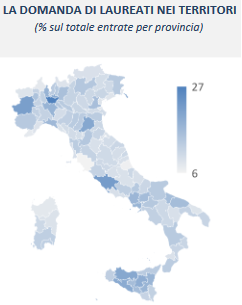 LA DOMANDA DI LAUREATI NEI TERRITORI
(% sul totale entrate per provincia)
27
6